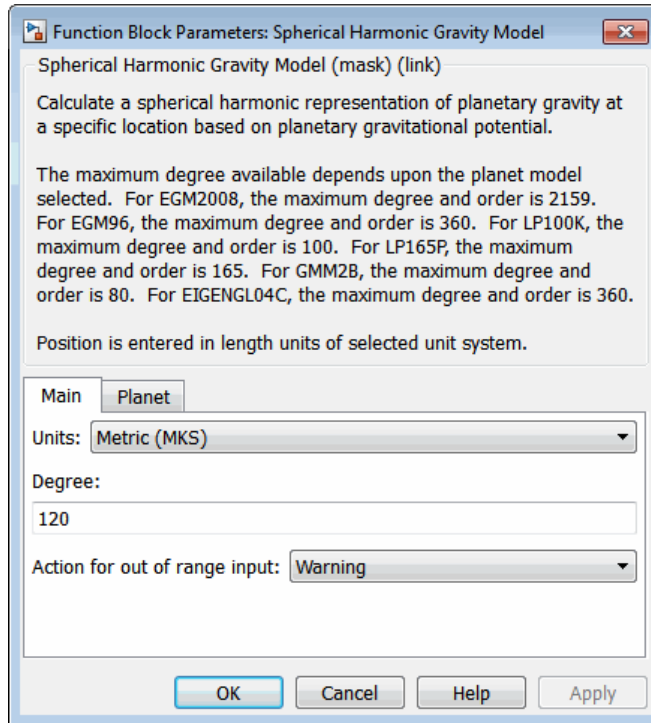 Function Block Parameters: Spherical Harmonic Gravity Model
Spherical Harmonic Gravity Model (mask) (link)
Calculate a spherical harmonic representation of planetary gravity at
a specific location based on planetary gravitational potential.
The maximum degree available depends upon the planet model
selected.  For EGM2008, the maximum degree and order is 2159.
For EGM96, the maximum degree and order is 360.  For LP100K, the
maximum degree and order is 100.  For LP165P, the maximum
degree and order is 165.  For GMM2B, the maximum degree and
order is 80.  For EIGENGL04C, the maximum degree and order is 360.
Position is entered in length units of selected unit system.
Main Planet
Units: Metric (MKS)
Degree:
120
Action for out of range input: Warning
OK Cancel Help Apply